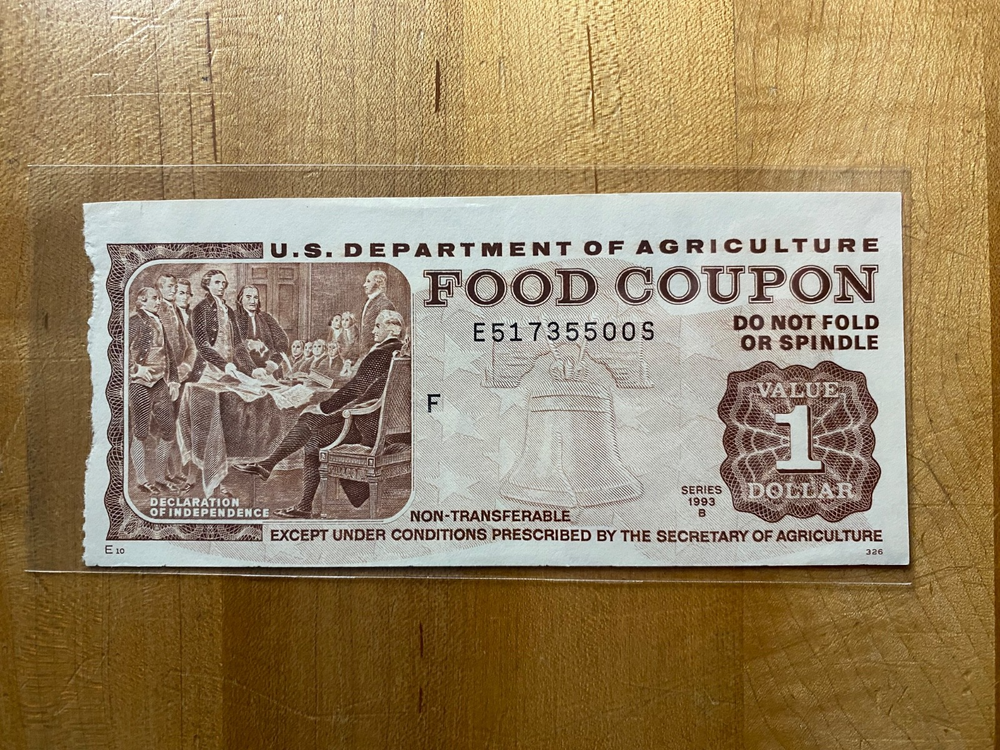 U.S. DEPARTMENT OF AGRICULTURE
FOOD COUPON
E51735500S
DO NOT FOLD
OR SPINDLE
F
VALUE
1
DOLLAR
DECLARATION
OF INDEPENDENCE
SERIES
1993
B
NON-TRANSFERABLE
EXCEPT UNDER CONDITIONS PRESCRIBED BY THE SECRETARY OF AGRICULTURE
E 10
326